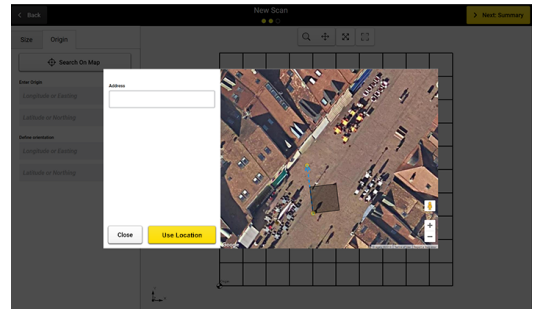 Back
New Scan
Next: Summary
Size
Origin
Search On Map
Enter Origin
Longitude or Easting
Latitude or Northing
Define orientation
Longitude or Easting
Latitude or Northing
Address
Close
Use Location
Google